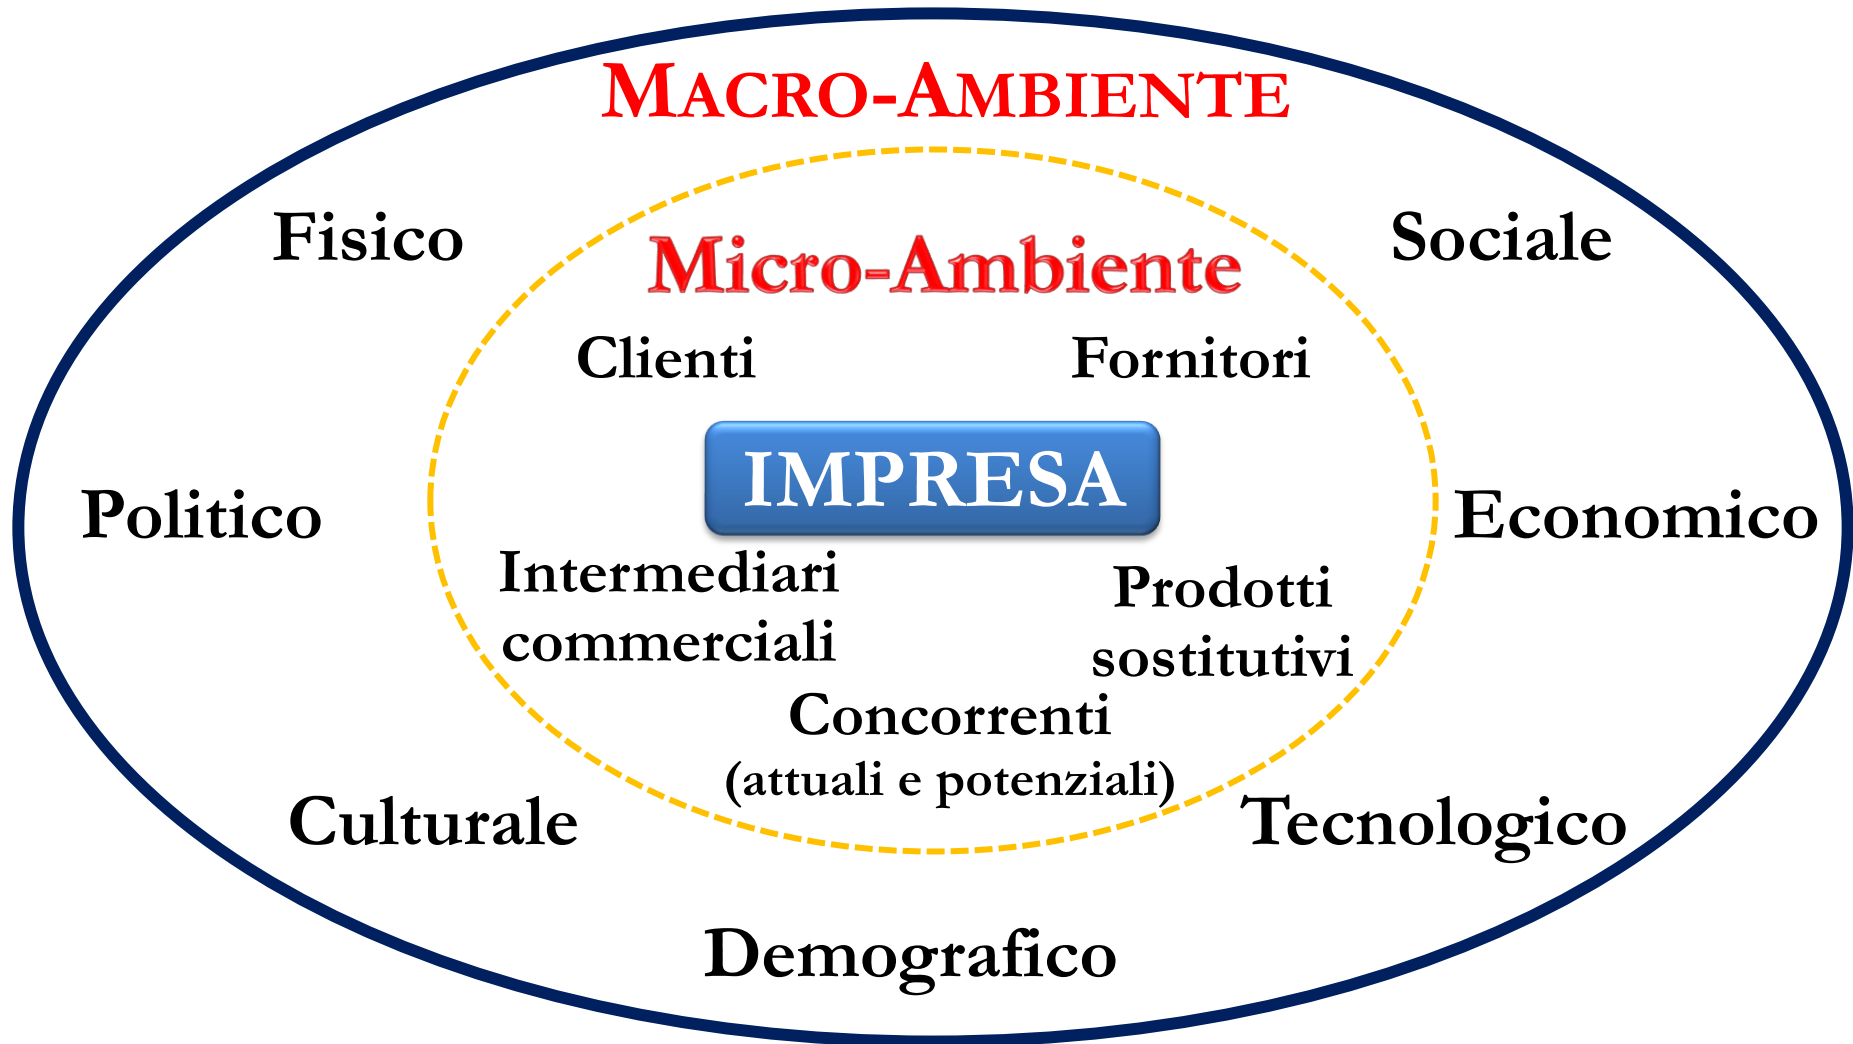 MACRO-AMBIENTE
Fisico
Sociale
Micro-Ambiente
Clienti
Fornitori
IMPRESA
Politico
Economico
Intermediari
commerciali
Prodotti
sostitutivi
Concorrenti
(attuali e potenziali)
Culturale
Tecnologico
Demografico